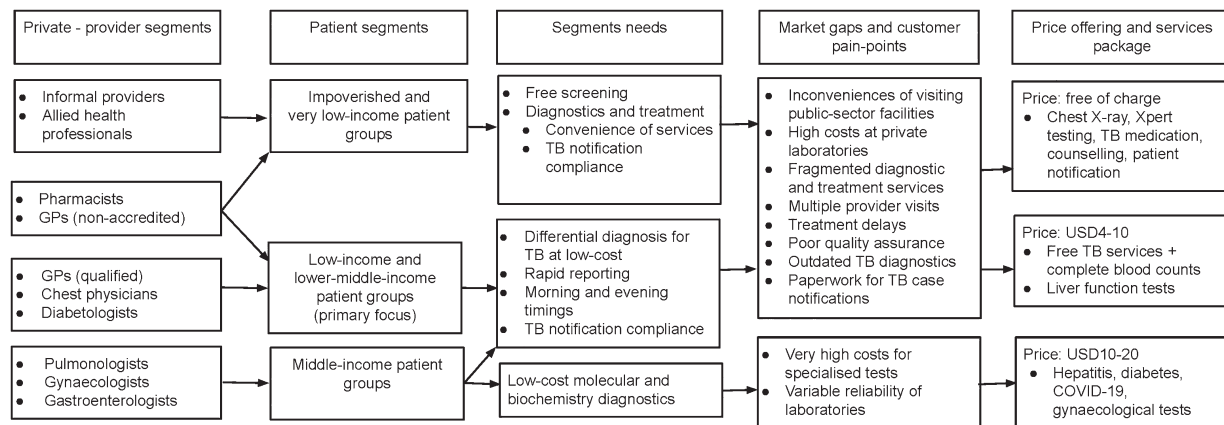 Private - provider segments
Patient segments
Segments needs
Market gaps and customer
pain-points
Price offering and services
package
● Informal providers
● Allied health
professionals
● Pharmacists
● GPs (non-accredited)
● GPs (qualified)
● Chest physicians
● Diabetologists
● Pulmonologists
● Gynaecologists
● Gastroenterologists
Impoverished and
very low-income patient
groups
Low-income and
lower-middle-income
patient groups
(primary focus)
Middle-income patient
groups
● Free screening
● Diagnostics and treatment
● Convenience of services
● TB notification
compliance
● Differential diagnosis for
TB at low-cost
● Rapid reporting
● Morning and evening
timings
● TB notification compliance
Low-cost molecular and
biochemistry diagnostics
● Inconveniences of visiting
public-sector facilities
● High costs at private
laboratories
● Fragmented diagnostic
and treatment services
● Multiple provider visits
● Treatment delays
● Poor quality assurance
● Outdated TB diagnostics
● Paperwork for TB case
notifications
● Very high costs for
specialised tests
● Variable reliability of
laboratories
Price: free of charge
● Chest X-ray, Xpert
testing, TB medication,
counselling, patient
notification
Price: USD4-10
● Free TB services +
complete blood counts
● Liver function tests
Price: USD10-20
● Hepatitis, diabetes,
COVID-19,
gynaecological tests